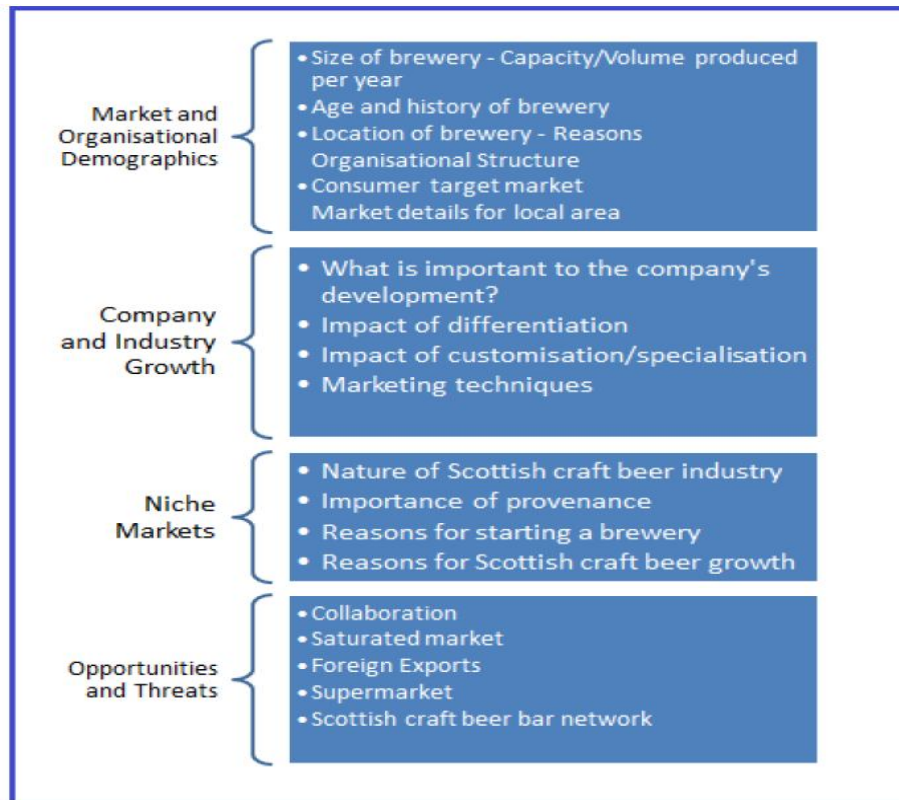 Market and
Organisational
Demographics
•Size of brewery - Capacity/Volume produced
per year
•Age and history of brewery
•Location of brewery - Reasons
Organisational Structure
•Consumer target market
Market details for local area
Company
and Industry
Growth
• What is important to the company's
development?
• Impact of differentiation
• Impact of customisation/specialisation
• Marketing techniques
Niche
Markets
• Nature of Scottish craft beer industry
• Importance of provenance
• Reasons for starting a brewery
• Reasons for Scottish craft beer growth
Opportunities
and Threats
•Collaboration
•Saturated market
•Foreign Exports
•Supermarket
•Scottish craft beer bar network